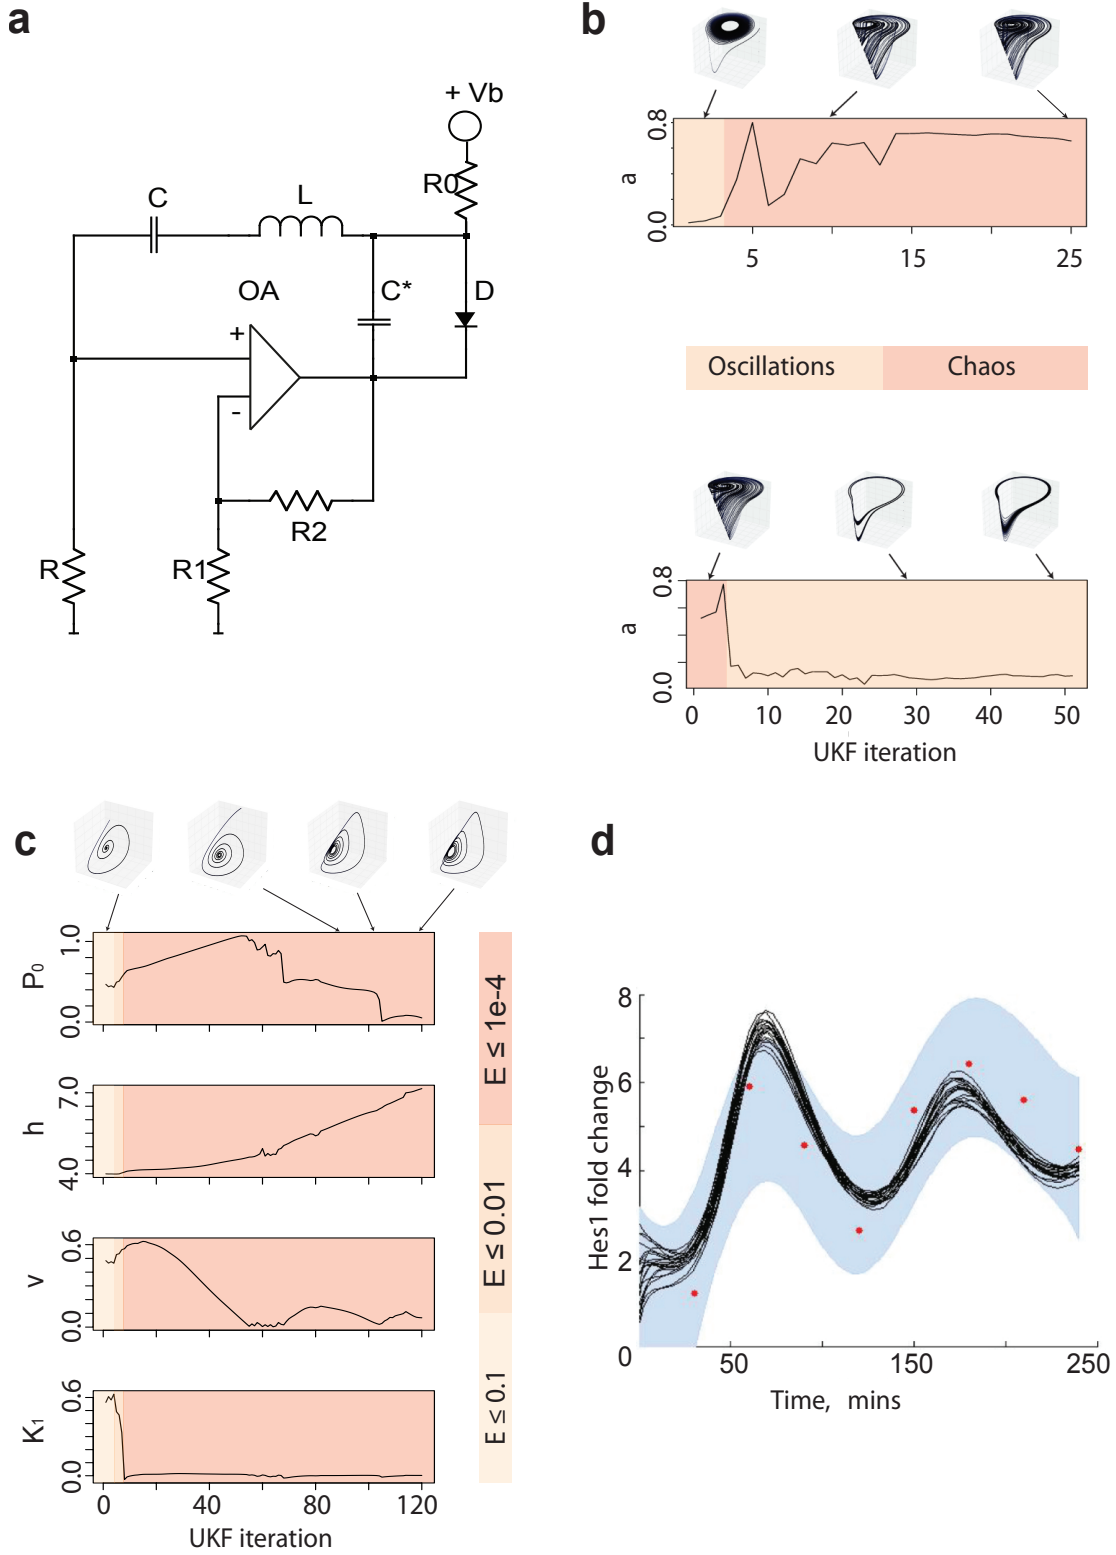 a
+ Vb
R0
C
L
OA
C*
D
+
-
R2
R
R1
b
a
0.8
0.0
5
15
25
Oscillations
Chaos
a
0.8
0.0
0
10
20
30
40
50
UKF iteration
c
P₀
1.0
0.0
h
7.0
4.0
v
0.6
0.0
K₁
0.6
0.0
0
40
80
120
UKF iteration
E ≤ 1e-4
E ≤ 0.01
E ≤ 0.1
d
Hes1 fold change
8
6
4
2
0
50
150
250
Time, mins